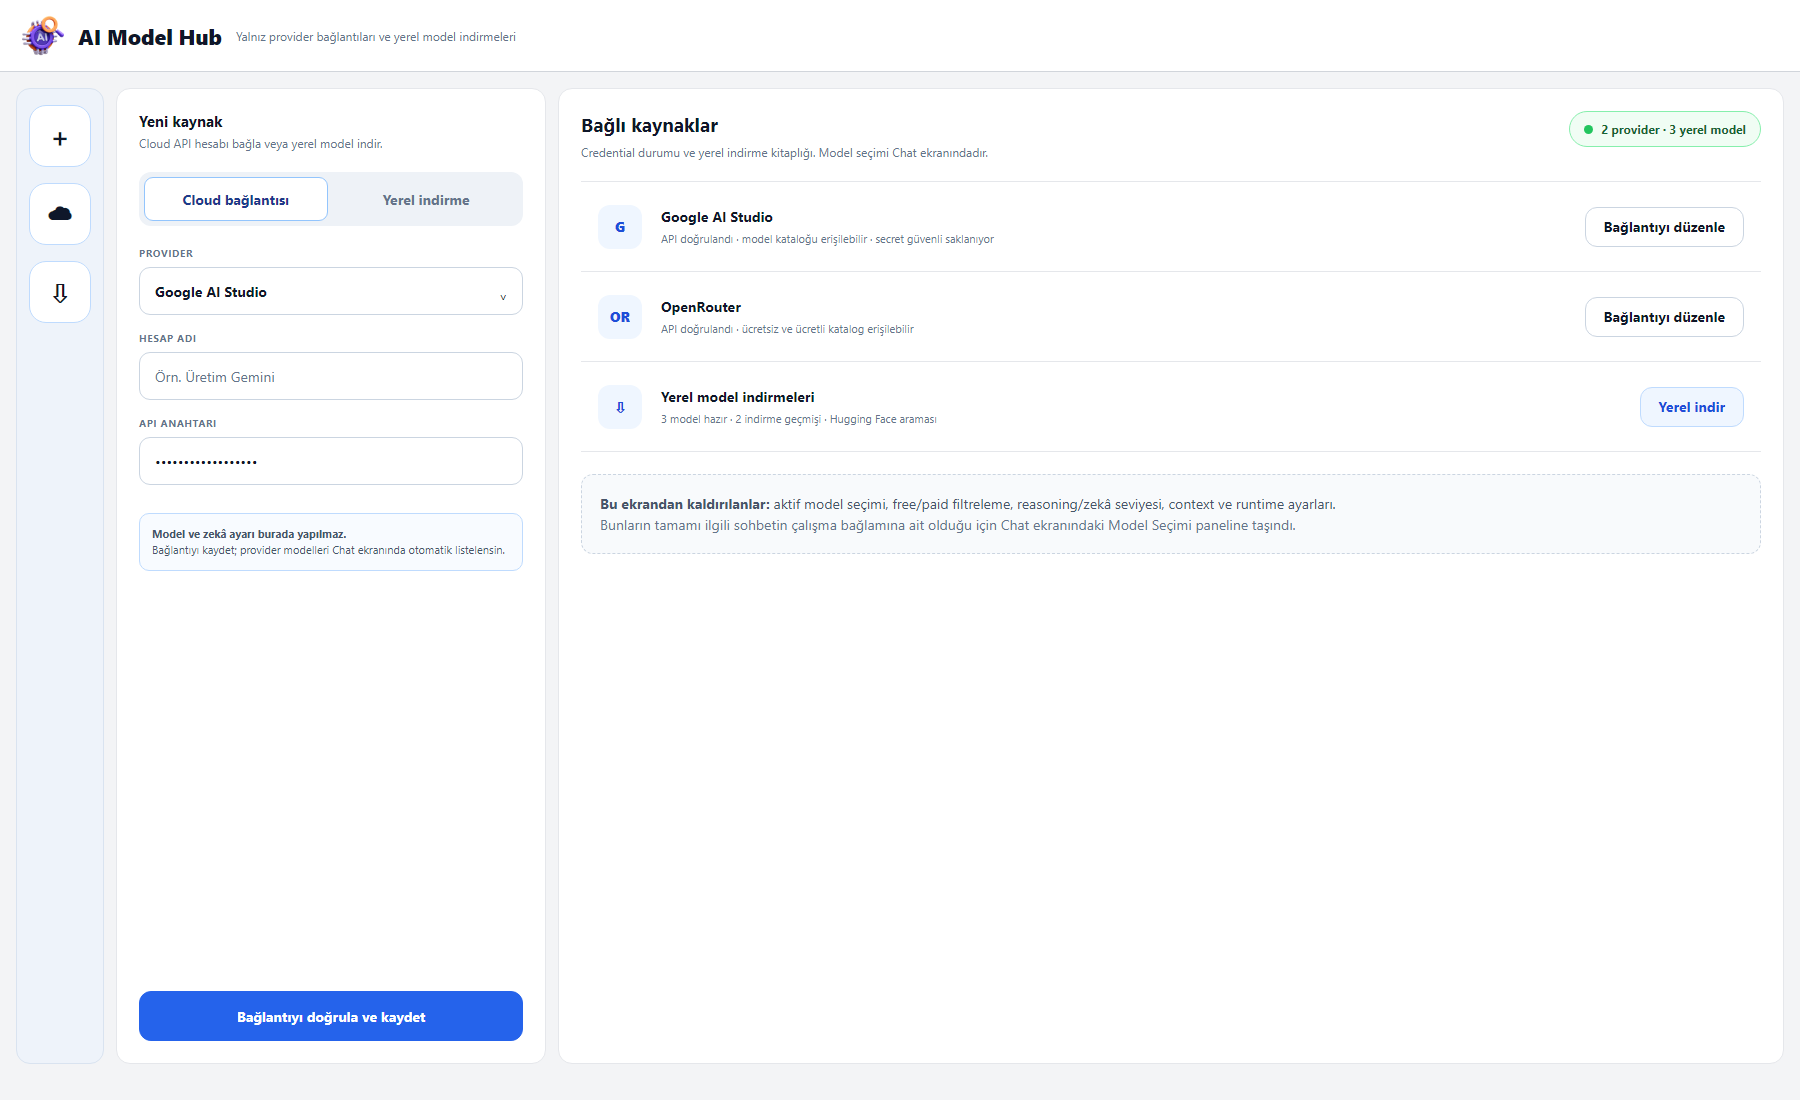 AI
AI Model Hub
Yalnız provider bağlantıları ve yerel model indirmeleri
+
⇩
Yeni kaynak
Cloud API hesabı bağla veya yerel model indir.
Cloud bağlantısı
Yerel indirme
PROVIDER
Google AI Studio
v
HESAP ADI
Örn. Üretim Gemini
API ANAHTARI
••••••••••••••••••
Model ve zekâ ayarı burada yapılmaz.
Bağlantıyı kaydet; provider modelleri Chat ekranında otomatik listelensin.
Bağlantıyı doğrula ve kaydet
Bağlı kaynaklar
Credential durumu ve yerel indirme kitaplığı. Model seçimi Chat ekranındadır.
2 provider · 3 yerel model
G
Google AI Studio
API doğrulandı · model kataloğu erişilebilir · secret güvenli saklanıyor
Bağlantıyı düzenle
OR
OpenRouter
API doğrulandı · ücretsiz ve ücretli katalog erişilebilir
Bağlantıyı düzenle
⇩
Yerel model indirmeleri
3 model hazır · 2 indirme geçmişi · Hugging Face araması
Yerel indir
Bu ekrandan kaldırılanlar: aktif model seçimi, free/paid filtreleme, reasoning/zekâ seviyesi, context ve runtime ayarları.
Bunların tamamı ilgili sohbetin çalışma bağlamına ait olduğu için Chat ekranındaki Model Seçimi paneline taşındı.